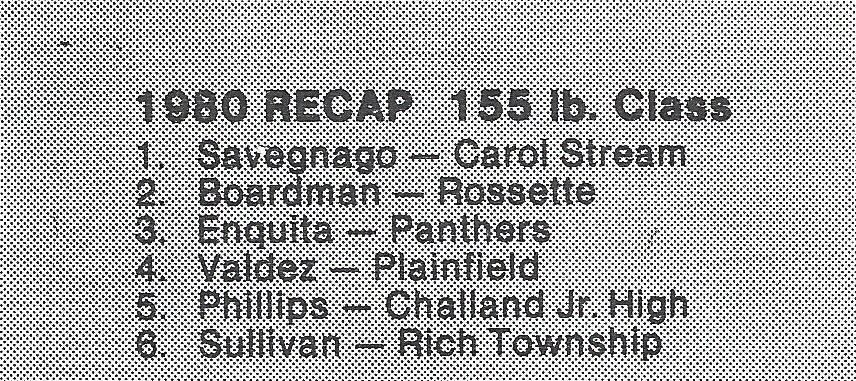 1980 RECAP 155 lb. Class
1. Savegnago — Carol Stream
2. Boardman — Rossette
3. Enquita — Panthers
4. Valdez — Plainfield
5. Phillips — Challand Jr. High
6. Sullivan — Rich Township